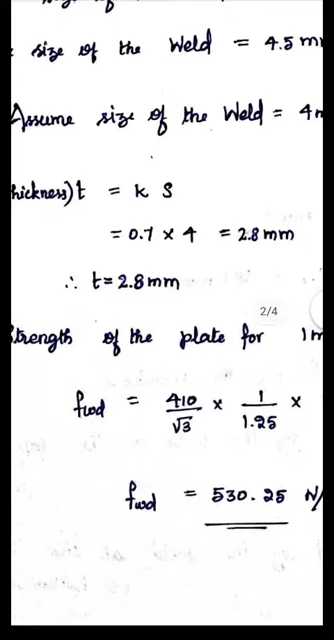 size of the Weld = 4.5 m
Assume size of the Weld = 4
hickness) t = k S
= 0.7 x 4 = 2.8 mm
∴ t = 2.8 mm
2/4
Strength of the plate for 1
fwd = 410/√3 x 1/1.25 x
fwd = 530.25 N/